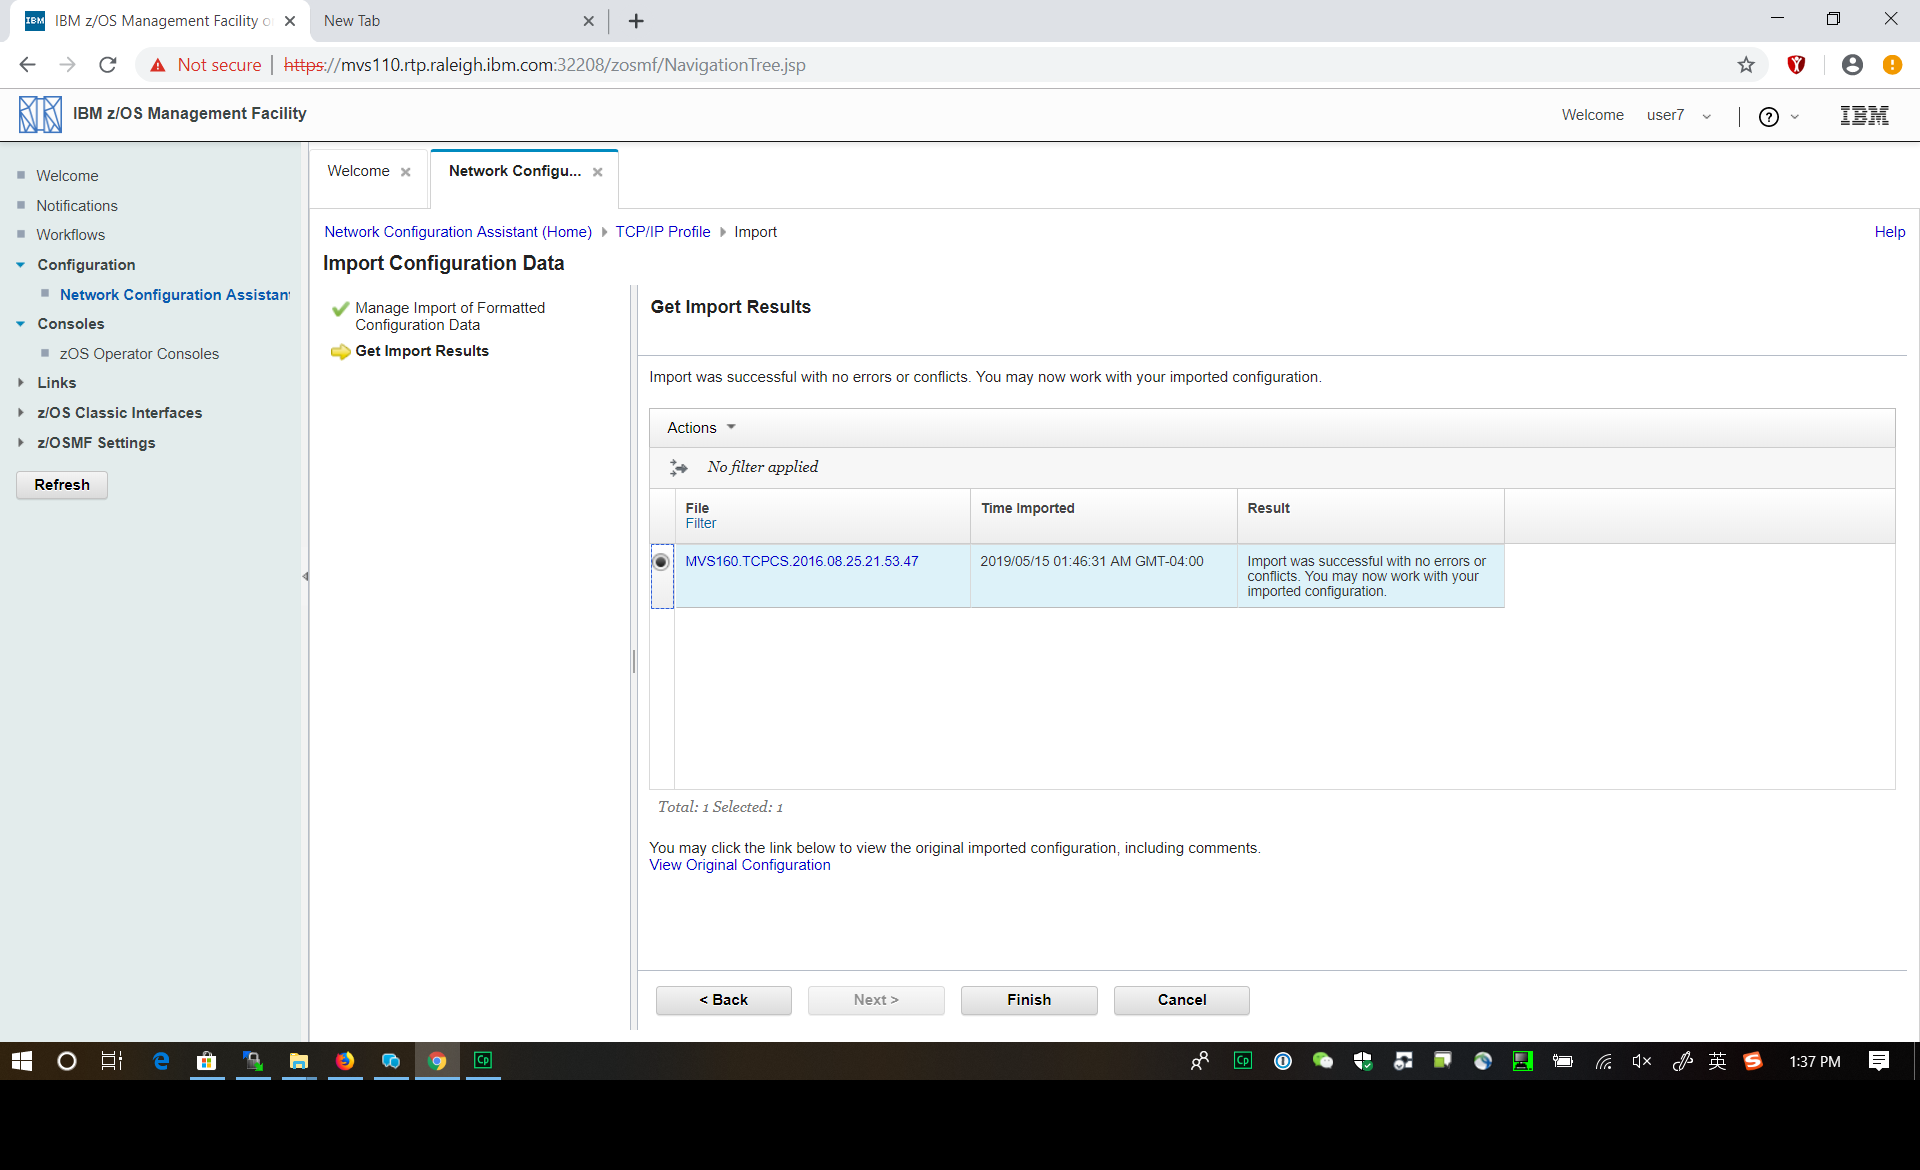 IBM
IBM z/OS Management Facility o
New Tab
Not secure
https://mvs110.rtp.raleigh.ibm.com:32208/zosmf/NavigationTree.jsp
IBM z/OS Management Facility
Welcome user7
IBM
Welcome
Notifications
Workflows
Configuration
Network Configuration Assistant
Consoles
zOS Operator Consoles
Links
z/OS Classic Interfaces
z/OSMF Settings
Refresh
Welcome
Network Configu...
Network Configuration Assistant (Home) TCP/IP Profile Import
Help
Import Configuration Data
Manage Import of Formatted
Configuration Data
Get Import Results
Get Import Results
Import was successful with no errors or conflicts. You may now work with your imported configuration.
Actions
No filter applied
File
Filter
Time Imported
Result
MVS160.TCPCS.2016.08.25.21.53.47
2019/05/15 01:46:31 AM GMT-04:00
Import was successful with no errors or
conflicts. You may now work with your
imported configuration.
Total: 1 Selected: 1
You may click the link below to view the original imported configuration, including comments.
View Original Configuration
< Back
Next >
Finish
Cancel
Cp
Cp
英
1:37 PM